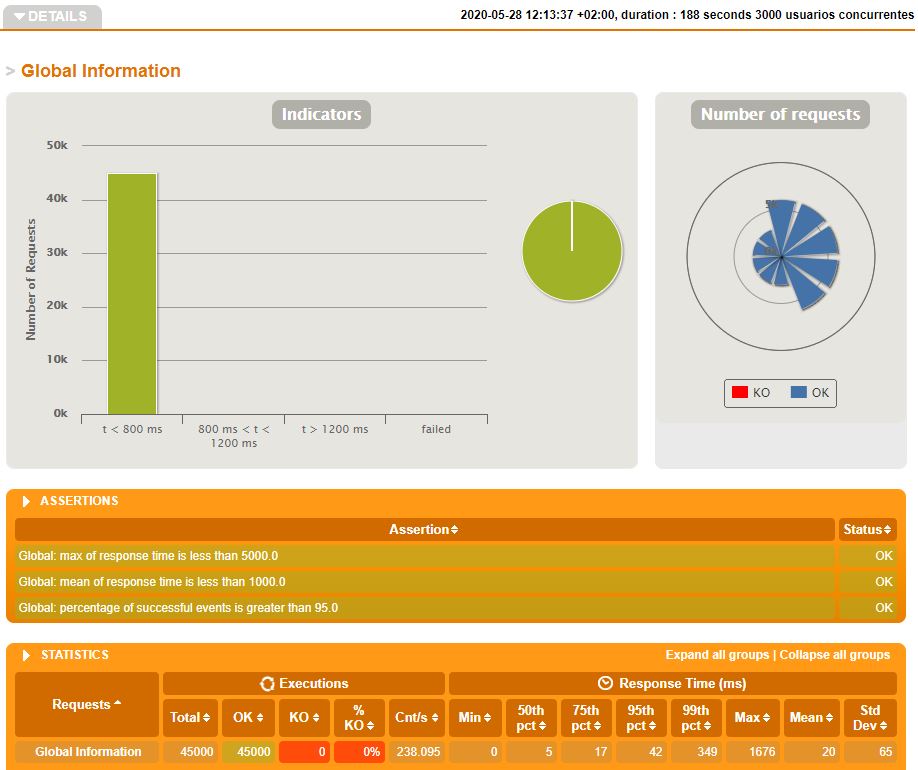 DETAILS
2020-05-28 12:13:37 +02:00, duration : 188 seconds 3000 usuarios concurrentes
> Global Information
Indicators
Number of Requests
50k
40k
30k
20k
10k
0k
t < 800 ms
800 ms < t <
1200 ms
t > 1200 ms
failed
Number of requests
KO
OK
ASSERTIONS
Assertion
Status
Global: max of response time is less than 5000.0
OK
Global: mean of response time is less than 1000.0
OK
Global: percentage of successful events is greater than 95.0
OK
STATISTICS
Expand all groups | Collapse all groups
Requests
Executions
Response Time (ms)
Total
OK
KO
%
KO
Cnt/s
Min
50th
pct
75th
pct
95th
pct
99th
pct
Max
Mean
Std
Dev
Global Information
45000
45000
0
0%
238.095
0
5
17
42
349
1676
20
65